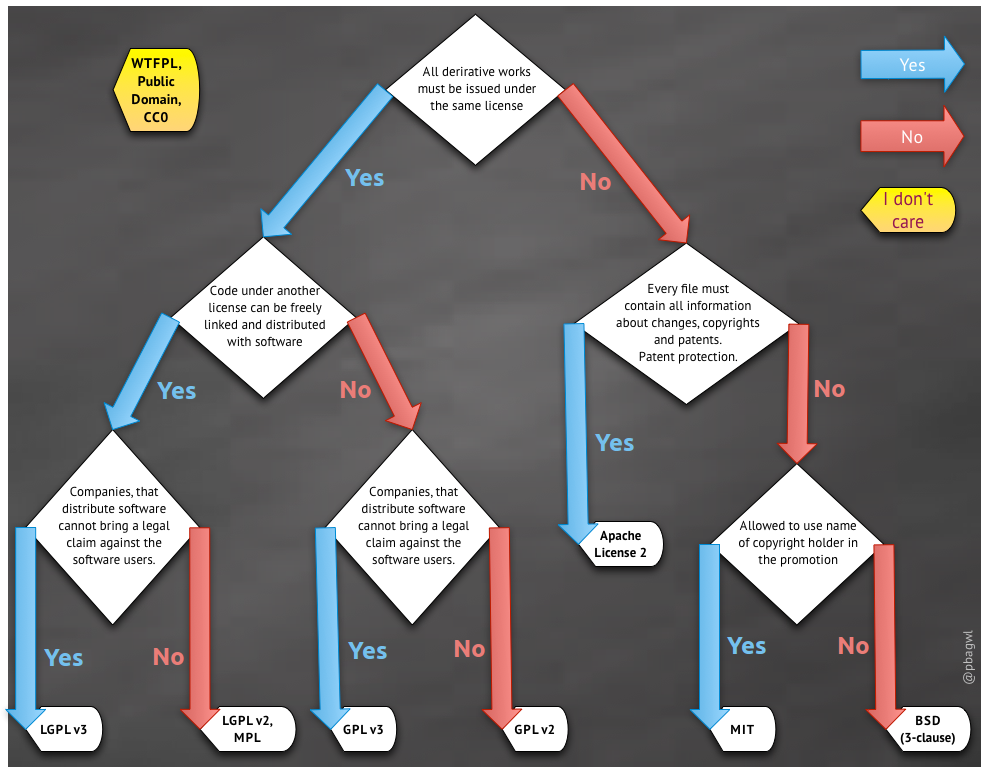 WTFPL,
Public
Domain,
CC0
All derirative works
must be issued under
the same license
Yes
No
I don't
care
Yes
No
Code under another
license can be freely
linked and distributed
with software
Every file must
contain all information
about changes, copyrights
and patents.
Patent protection.
Yes
No
Yes
No
Companies, that
distribute software
cannot bring a legal
claim against the
software users.
Companies, that
distribute software
cannot bring a legal
claim against the
software users.
Apache
License 2
Allowed to use name
of copyright holder in
the promotion
Yes
No
Yes
No
Yes
No
@pbagwl
LGPL v3
LGPL v2,
MPL
GPL v3
GPL v2
MIT
BSD
(3-clause)